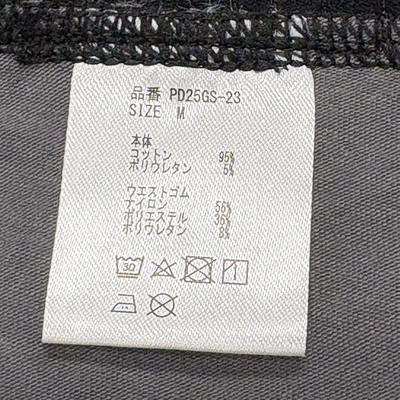 品番 PD25GS-23
SIZE M
本体
コットン 95%
ポリウレタン 5%
ウエストゴム
ナイロン 56%
ポリエステル 36%
ポリウレタン 8%
30